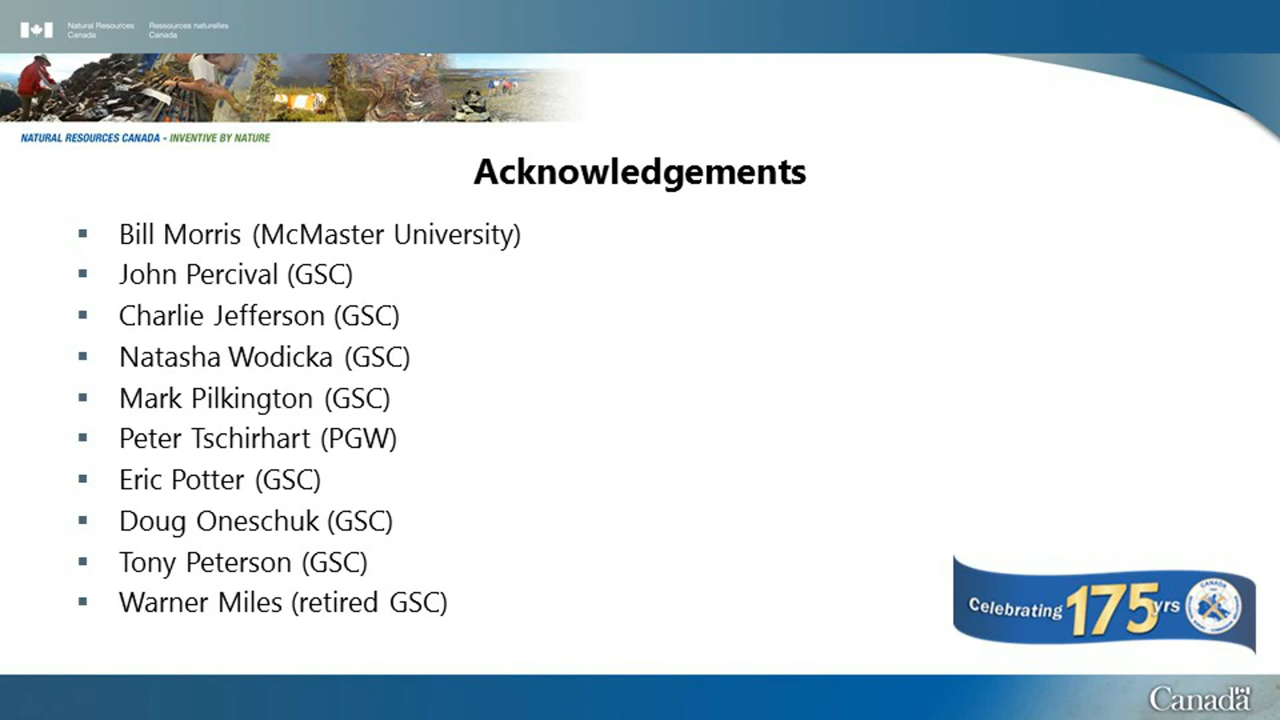 Natural Resources Canada
Ressources naturelles Canada
NATURAL RESOURCES CANADA - INVENTIVE BY NATURE
Acknowledgements
▪ Bill Morris (McMaster University)
▪ John Percival (GSC)
▪ Charlie Jefferson (GSC)
▪ Natasha Wodicka (GSC)
▪ Mark Pilkington (GSC)
▪ Peter Tschirhart (PGW)
▪ Eric Potter (GSC)
▪ Doug Oneschuk (GSC)
▪ Tony Peterson (GSC)
▪ Warner Miles (retired GSC)
Celebrating 175 yrs
CANADA
Canada